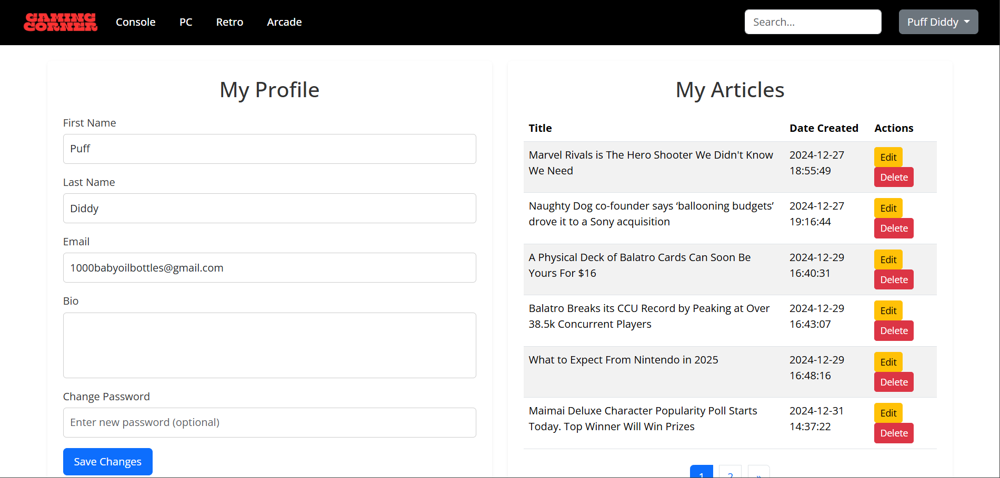 GAMING
CORNER
Console PC Retro Arcade
Search...
Puff Diddy
My Profile
First Name
Puff
Last Name
Diddy
Email
1000babyoilbottles@gmail.com
Bio
Change Password
Enter new password (optional)
Save Changes
My Articles
Title Date Created Actions
Marvel Rivals is The Hero Shooter We Didn't Know
We Need
2024-12-27
18:55:49
Edit
Delete
Naughty Dog co-founder says ‘ballooning budgets’
drove it to a Sony acquisition
2024-12-27
19:16:44
Edit
Delete
A Physical Deck of Balatro Cards Can Soon Be
Yours For $16
2024-12-29
16:40:31
Edit
Delete
Balatro Breaks its CCU Record by Peaking at Over
38.5k Concurrent Players
2024-12-29
16:43:07
Edit
Delete
What to Expect From Nintendo in 2025
2024-12-29
16:48:16
Edit
Delete
Maimai Deluxe Character Popularity Poll Starts
Today. Top Winner Will Win Prizes
2024-12-31
14:37:22
Edit
Delete
1 2 »